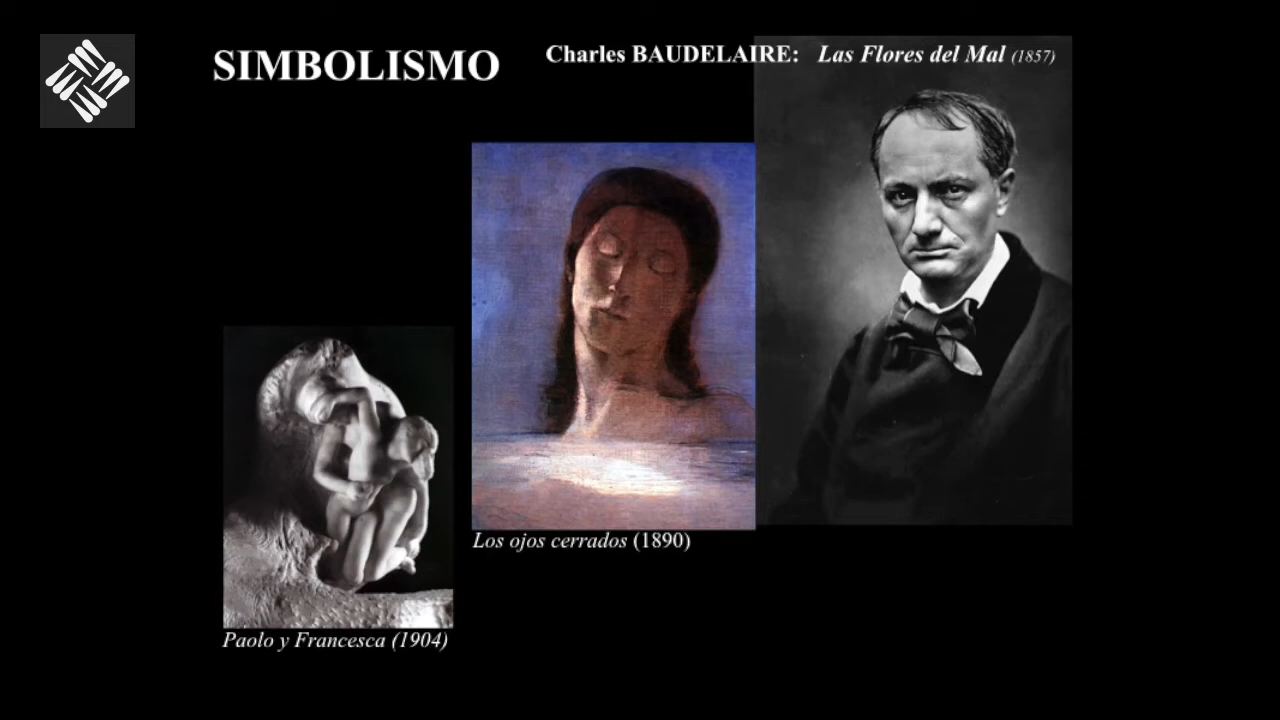 SIMBOLISMO
Charles BAUDELAIRE: Las Flores del Mal (1857)
Los ojos cerrados (1890)
Paolo y Francesca (1904)